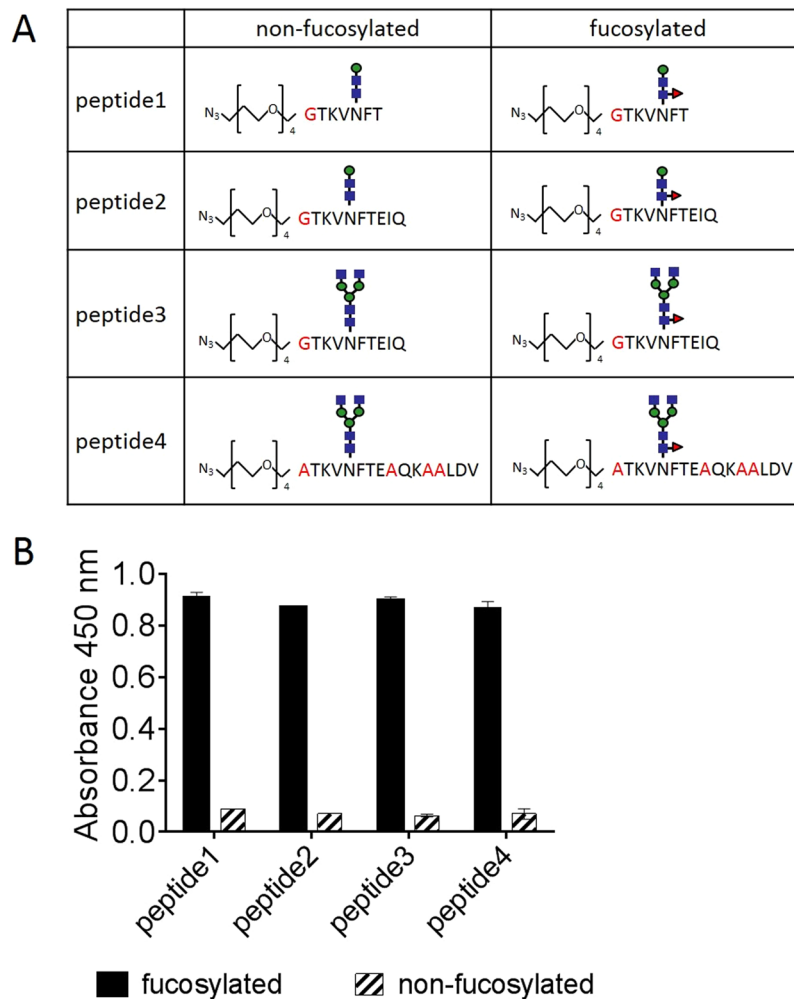 A
non-fucosylated fucosylated
peptide1 N3 O 4 GTKVNFT N3 O 4 GTKVNFT
peptide2 N3 O 4 GTKVNFTEIQ N3 O 4 GTKVNFTEIQ
peptide3 N3 O 4 GTKVNFTEIQ N3 O 4 GTKVNFTEIQ
peptide4 N3 O 4 ATKVNFTEAQKAALDV N3 O 4 ATKVNFTEAQKAALDV
B
Absorbance 450 nm
1.0
0.8
0.6
0.4
0.2
0.0
peptide1 peptide2 peptide3 peptide4
fucosylated non-fucosylated